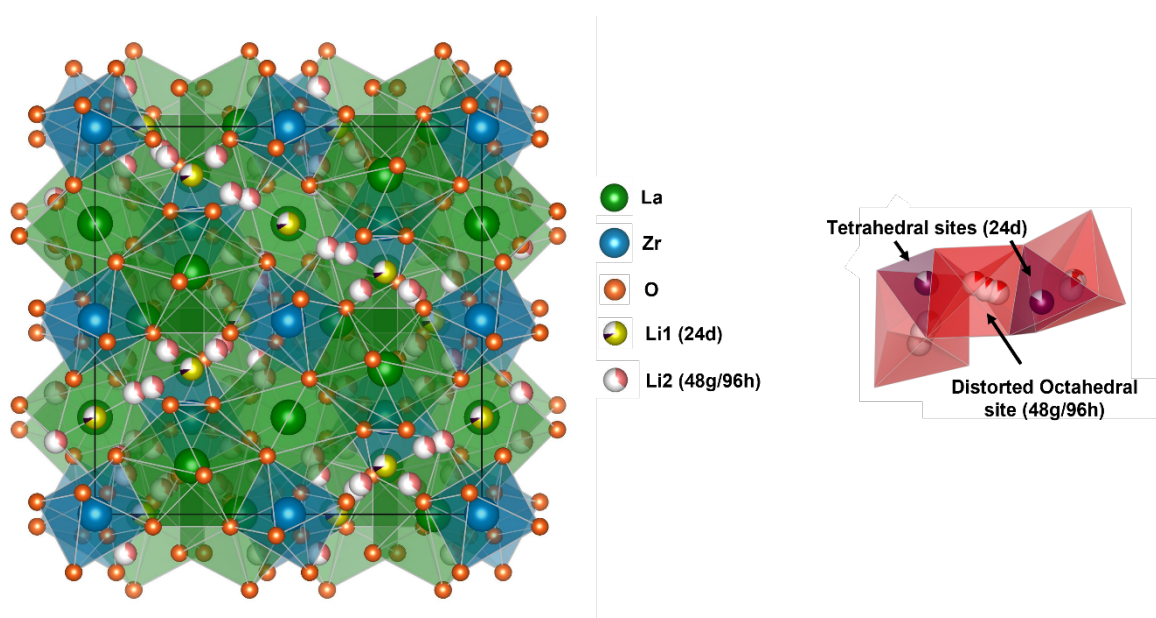 La
Zr
O
Li1 (24d)
Li2 (48g/96h)
Tetrahedral sites (24d)
Distorted Octahedral
site (48g/96h)